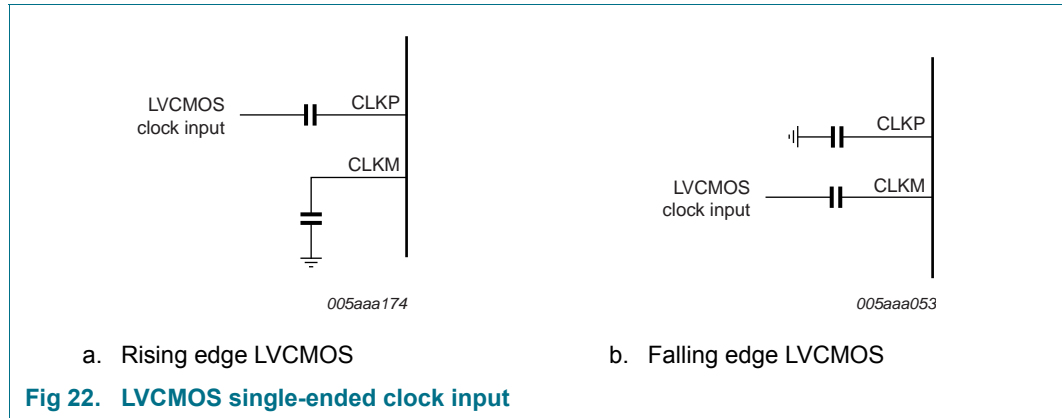 LVCMOS
clock input
CLKP
CLKM
005aaa174
a. Rising edge LVCMOS
CLKP
LVCMOS
clock input
CLKM
005aaa053
b. Falling edge LVCMOS
Fig 22. LVCMOS single-ended clock input